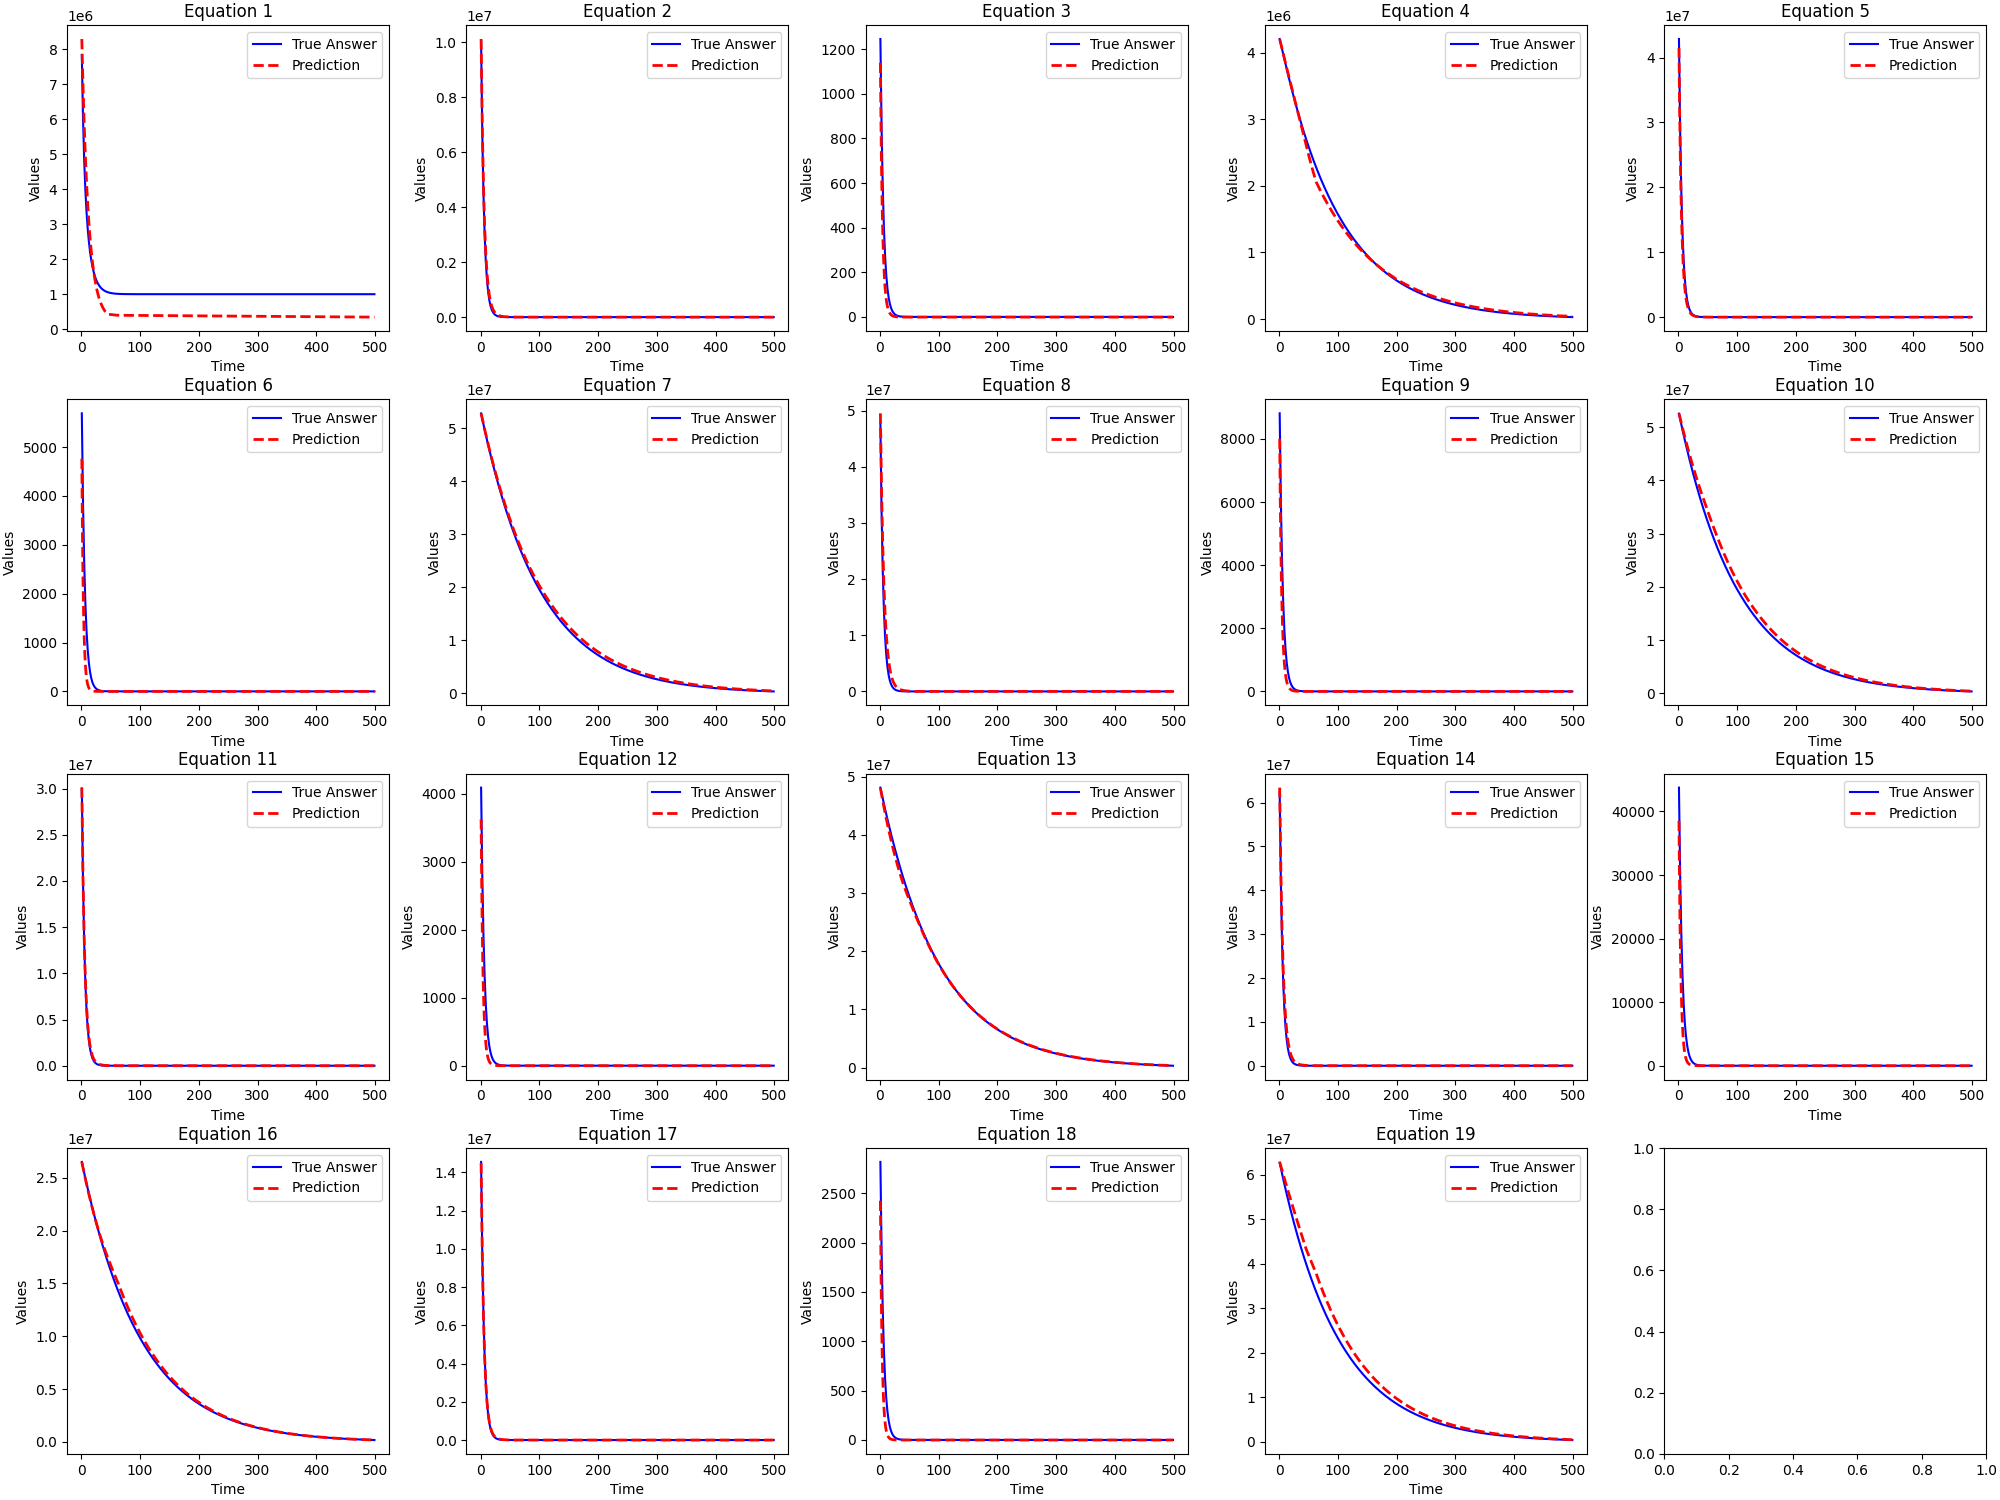 Equation 1
1e6
8
7
6
5
4
3
2
1
0
Values
True Answer
Prediction
0 100 200 300 400 500
Time
Equation 2
1e7
1.0
0.8
0.6
0.4
0.2
0.0
Values
True Answer
Prediction
0 100 200 300 400 500
Time
Equation 3
1200
1000
800
600
400
200
0
Values
True Answer
Prediction
0 100 200 300 400 500
Time
Equation 4
1e6
4
3
2
1
0
Values
True Answer
Prediction
0 100 200 300 400 500
Time
Equation 5
1e7
4
3
2
1
0
Values
True Answer
Prediction
0 100 200 300 400 500
Time
Equation 6
5000
4000
3000
2000
1000
0
Values
True Answer
Prediction
0 100 200 300 400 500
Time
Equation 7
1e7
5
4
3
2
1
0
Values
True Answer
Prediction
0 100 200 300 400 500
Time
Equation 8
1e7
5
4
3
2
1
0
Values
True Answer
Prediction
0 100 200 300 400 500
Time
Equation 9
8000
6000
4000
2000
0
Values
True Answer
Prediction
0 100 200 300 400 500
Time
Equation 10
1e7
5
4
3
2
1
0
Values
True Answer
Prediction
0 100 200 300 400 500
Time
Equation 11
1e7
3.0
2.5
2.0
1.5
1.0
0.5
0.0
Values
True Answer
Prediction
0 100 200 300 400 500
Time
Equation 12
4000
3000
2000
1000
0
Values
True Answer
Prediction
0 100 200 300 400 500
Time
Equation 13
1e7
5
4
3
2
1
0
Values
True Answer
Prediction
0 100 200 300 400 500
Time
Equation 14
1e7
6
5
4
3
2
1
0
Values
True Answer
Prediction
0 100 200 300 400 500
Time
Equation 15
40000
30000
20000
10000
0
Values
True Answer
Prediction
0 100 200 300 400 500
Time
Equation 16
1e7
2.5
2.0
1.5
1.0
0.5
0.0
Values
True Answer
Prediction
0 100 200 300 400 500
Time
Equation 17
1e7
1.4
1.2
1.0
0.8
0.6
0.4
0.2
0.0
Values
True Answer
Prediction
0 100 200 300 400 500
Time
Equation 18
2500
2000
1500
1000
500
0
Values
True Answer
Prediction
0 100 200 300 400 500
Time
Equation 19
1e7
6
5
4
3
2
1
0
Values
True Answer
Prediction
0 100 200 300 400 500
Time
1.0
0.8
0.6
0.4
0.2
0.0
0.0 0.2 0.4 0.6 0.8 1.0